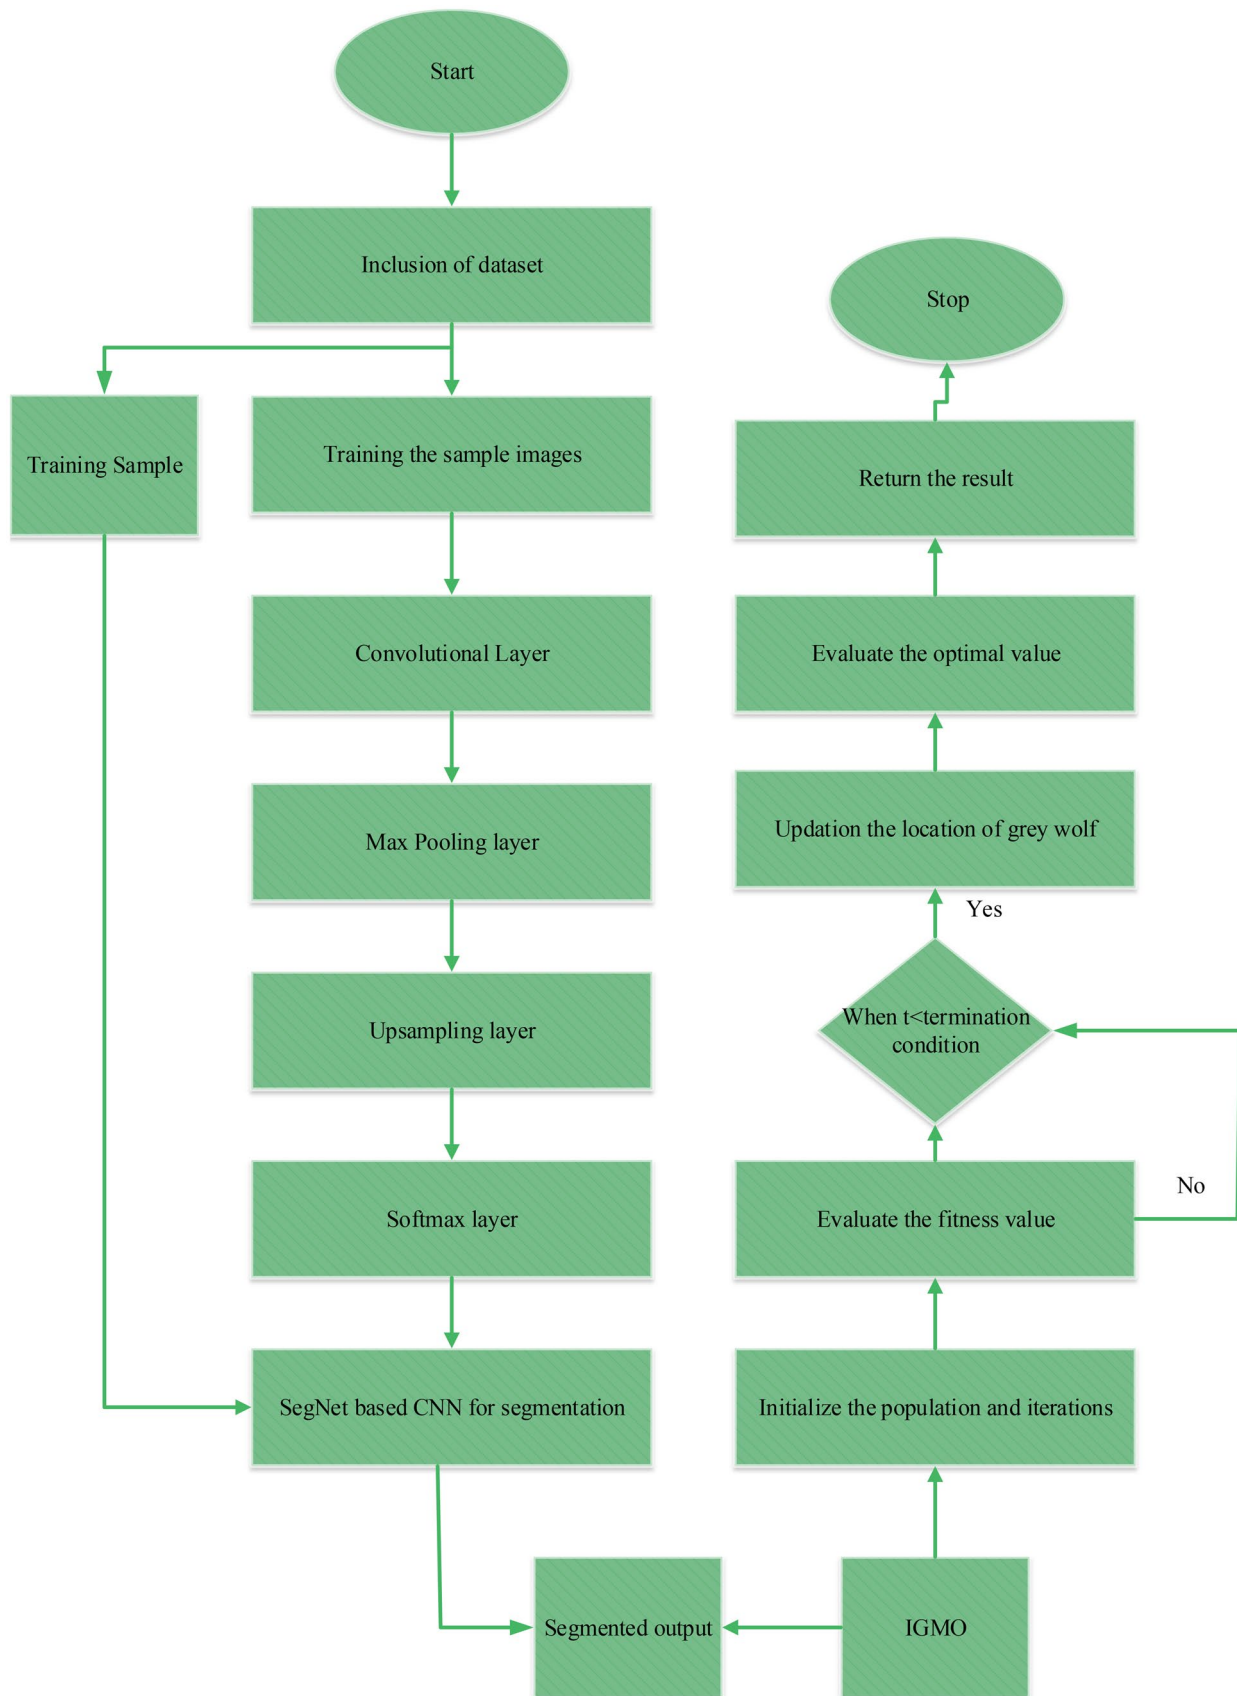 Start
Inclusion of dataset
Training Sample
Training the sample images
Convolutional Layer
Max Pooling layer
Upsampling layer
Softmax layer
SegNet based CNN for segmentation
Segmented output
IGMO
Initialize the population and iterations
Evaluate the fitness value
No
When t<termination
condition
Yes
Updation the location of grey wolf
Evaluate the optimal value
Return the result
Stop